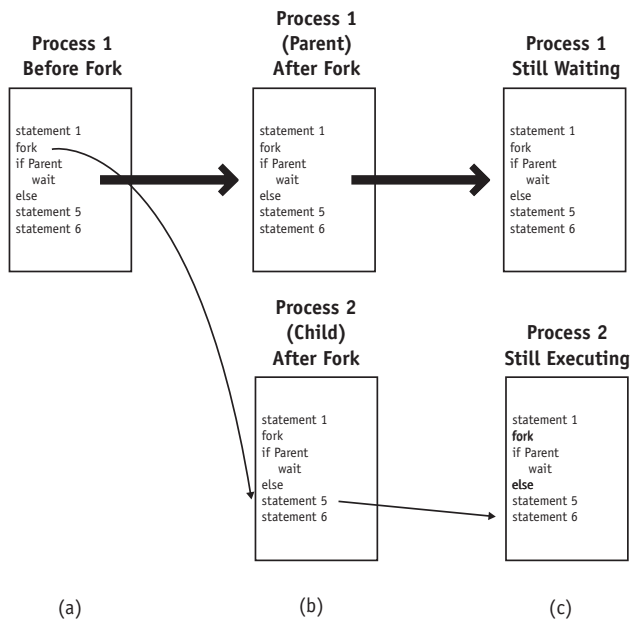 Process 1
Before Fork
statement 1
fork
if Parent
wait
else
statement 5
statement 6
Process 1
(Parent)
After Fork
statement 1
fork
if Parent
wait
else
statement 5
statement 6
Process 1
Still Waiting
statement 1
fork
if Parent
wait
else
statement 5
statement 6
Process 2
(Child)
After Fork
statement 1
fork
if Parent
wait
else
statement 5
statement 6
Process 2
Still Executing
statement 1
fork
if Parent
wait
else
statement 5
statement 6
(a)
(b)
(c)